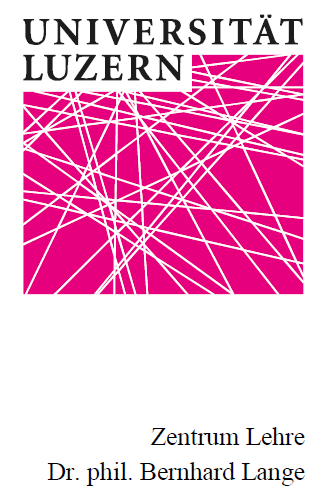 UNIVERSITÄT
LUZERN
Zentrum Lehre
Dr. phil. Bernhard Lange